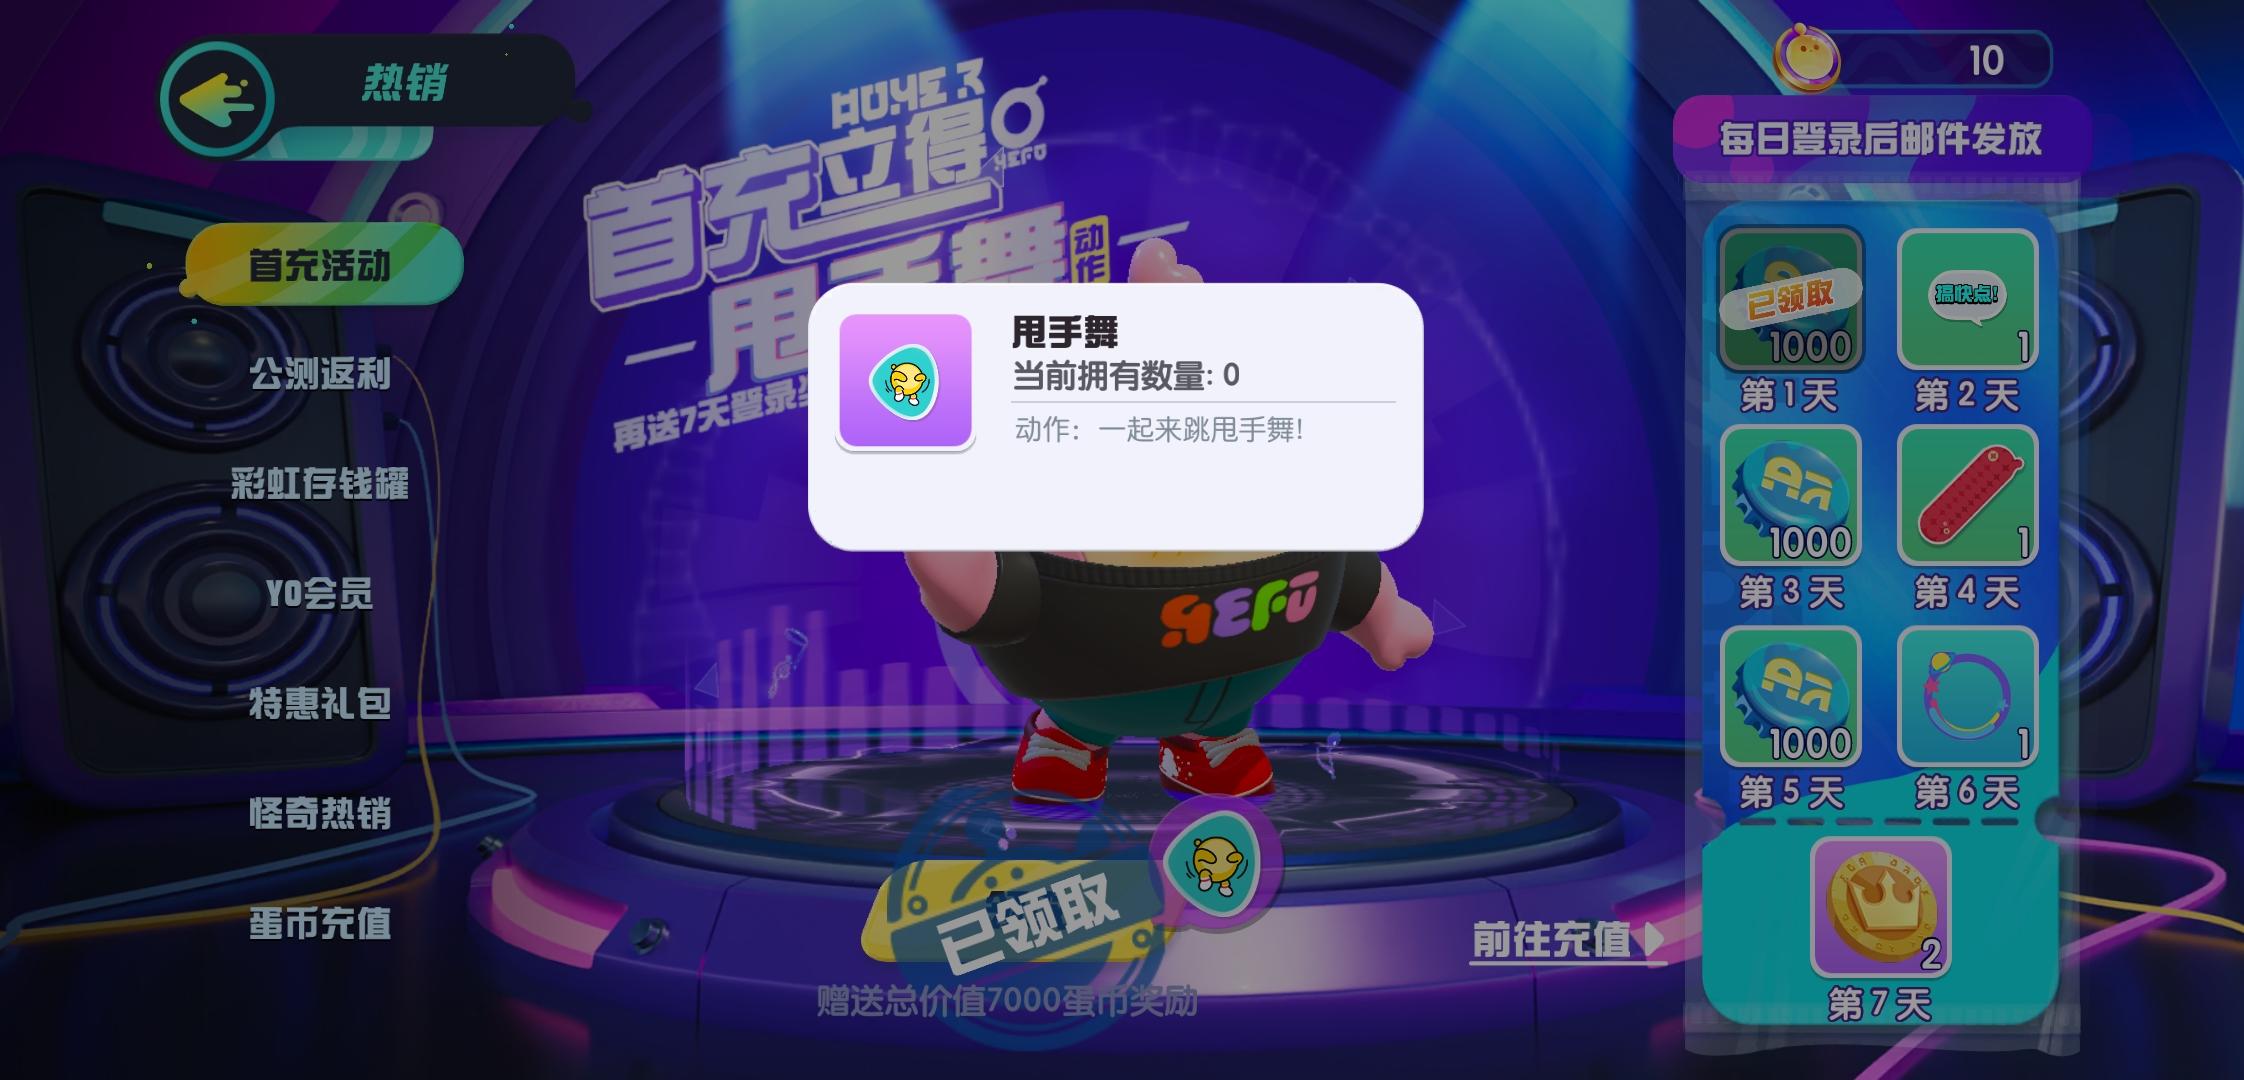 热销
10
首充立得
甩手舞
动作
再送7天登录
每日登录后邮件发放
首充活动
公测返利
彩虹存钱罐
YO会员
特惠礼包
怪奇热销
蛋币充值
甩手舞
当前拥有数量: 0
动作：一起来跳甩手舞!
YEFU
已领取
赠送总价值7000蛋币奖励
前往充值
已领取
1000
第1天
搞快点!
1
第2天
1000
第3天
1
第4天
1000
第5天
1
第6天
2
第7天